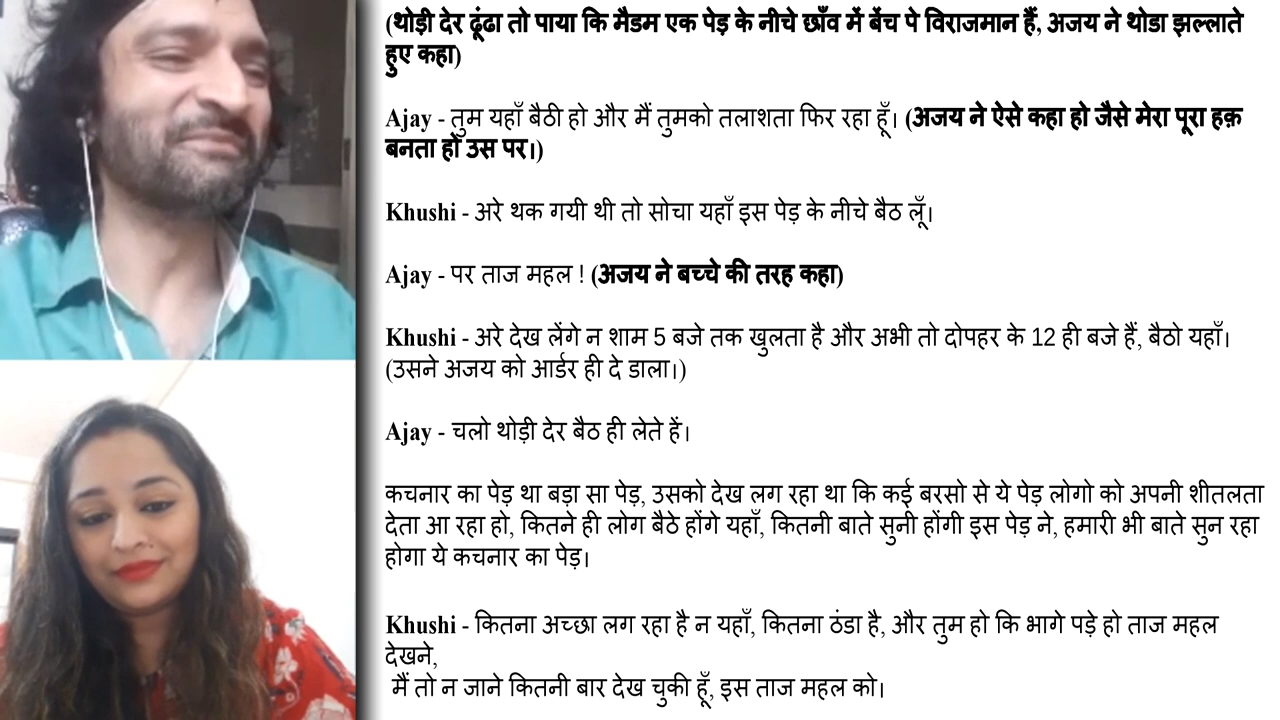 (थोड़ी देर ढूंढा तो पाया कि मैडम एक पेड़ के नीचे छाँव में बेंच पे विराजमान हैं, अजय ने थोडा झल्लाते
हुए कहा)
Ajay - तुम यहाँ बैठी हो और मैं तुमको तलाशता फिर रहा हूँ। (अजय ने ऐसे कहा हो जैसे मेरा पूरा हक़
बनता हो उस पर।)
Khushi - अरे थक गयी थी तो सोचा यहाँ इस पेड़ के नीचे बैठ लूँ।
Ajay - पर ताज महल ! (अजय ने बच्चे की तरह कहा)
Khushi - अरे देख लेंगे न शाम 5 बजे तक खुलता है और अभी तो दोपहर के 12 ही बजे हैं, बैठो यहाँ।
(उसने अजय को आर्डर ही दे डाला।)
Ajay - चलो थोड़ी देर बैठ ही लेते हें।
कचनार का पेड़ था बड़ा सा पेड़, उसको देख लग रहा था कि कई बरसो से ये पेड़ लोगो को अपनी शीतलता
देता आ रहा हो, कितने ही लोग बैठे होंगे यहाँ, कितनी बाते सुनी होंगी इस पेड़ ने, हमारी भी बाते सुन रहा
होगा ये कचनार का पेड़।
Khushi - कितना अच्छा लग रहा है न यहाँ, कितना ठंडा है, और तुम हो कि भागे पड़े हो ताज महल
देखने,
मैं तो न जाने कितनी बार देख चुकी हूँ, इस ताज महल को।